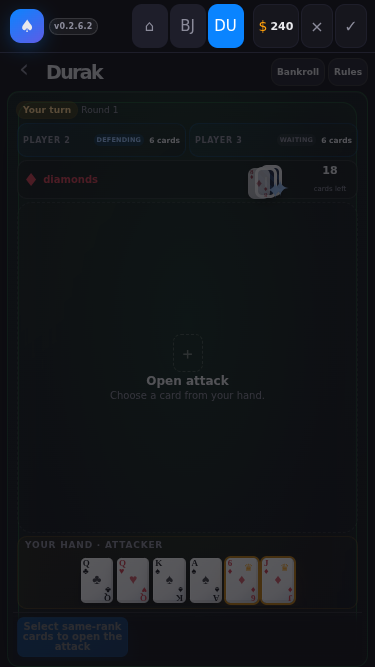 v0.2.6.2
BJ
DU
$ 240
×
✓
Durak
Bankroll
Rules
Your turn Round 1
PLAYER 2 DEFENDING 6 cards
PLAYER 3 WAITING 6 cards
diamonds
18
cards left
+
Open attack
Choose a card from your hand.
YOUR HAND · ATTACKER
Q Q K A 6 J
Q Q K A 6 J
Select same-rank
cards to open the
attack